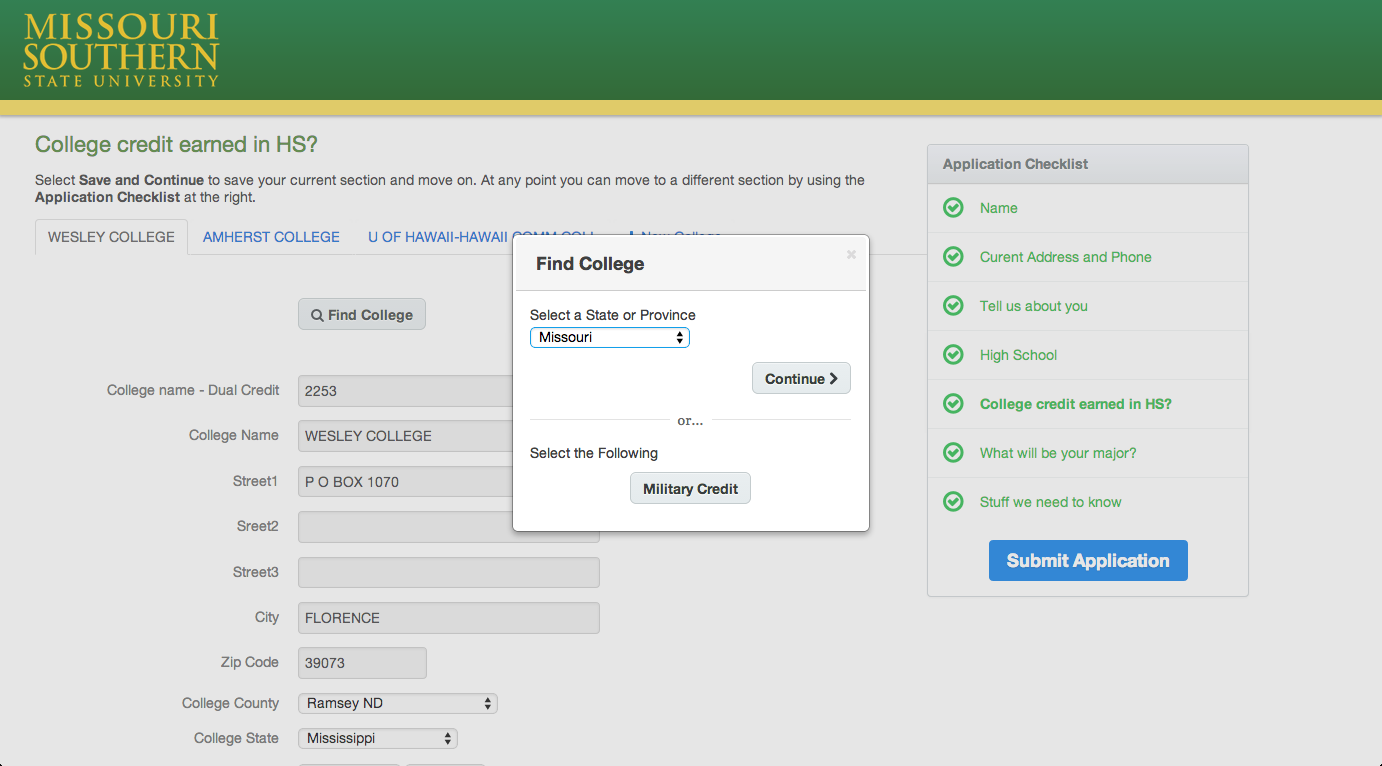 MISSOURI
SOUTHERN
STATE UNIVERSITY
College credit earned in HS?
Select Save and Continue to save your current section and move on. At any point you can move to a different section by using the
Application Checklist at the right.
WESLEY COLLEGE AMHERST COLLEGE U OF HAWAII-HAWAII COMM COLL New College
Find College
College name - Dual Credit 2253
College Name WESLEY COLLEGE
Street1 P O BOX 1070
Sreet2
Street3
City FLORENCE
Zip Code 39073
College County Ramsey ND
College State Mississippi
Find College ×
Select a State or Province
Missouri
Continue
or...
Select the Following
Military Credit
Application Checklist
Name
Curent Address and Phone
Tell us about you
High School
College credit earned in HS?
What will be your major?
Stuff we need to know
Submit Application